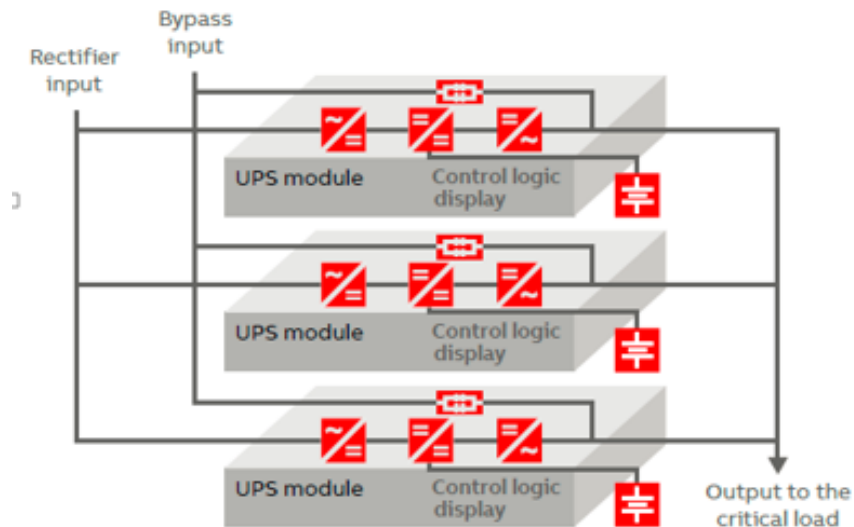 Bypass
input
Rectifier
input
UPS module
Control logic
display
UPS module
Control logic
display
UPS module
Control logic
display
Output to the
critical load